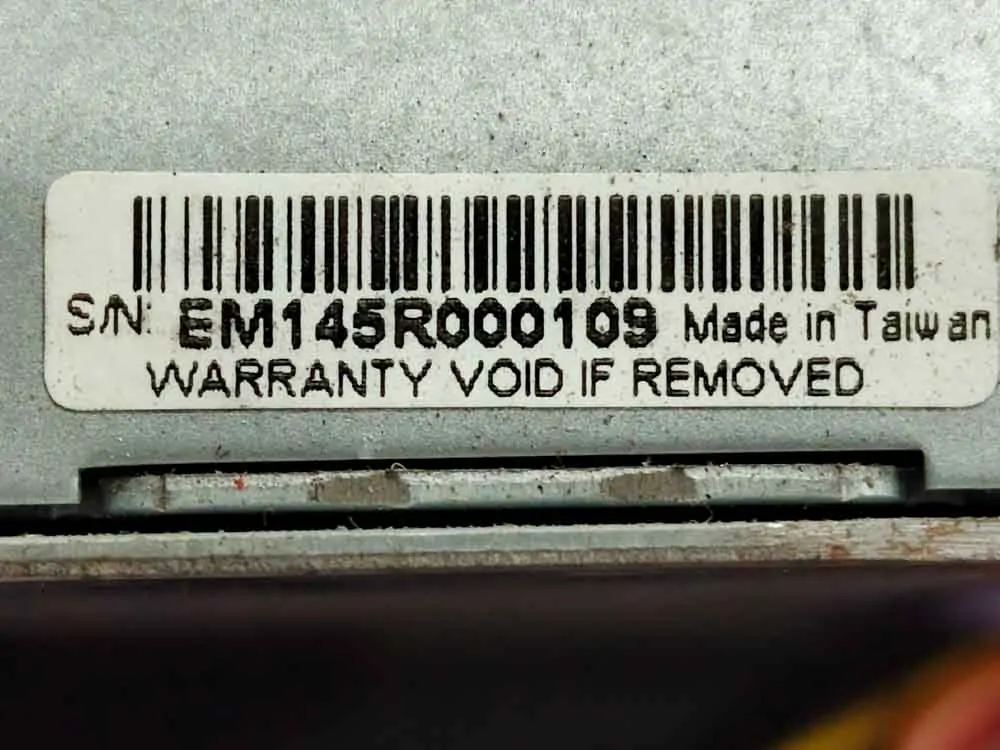 S/N: EM145R000109 Made in Taiwan
WARRANTY VOID IF REMOVED